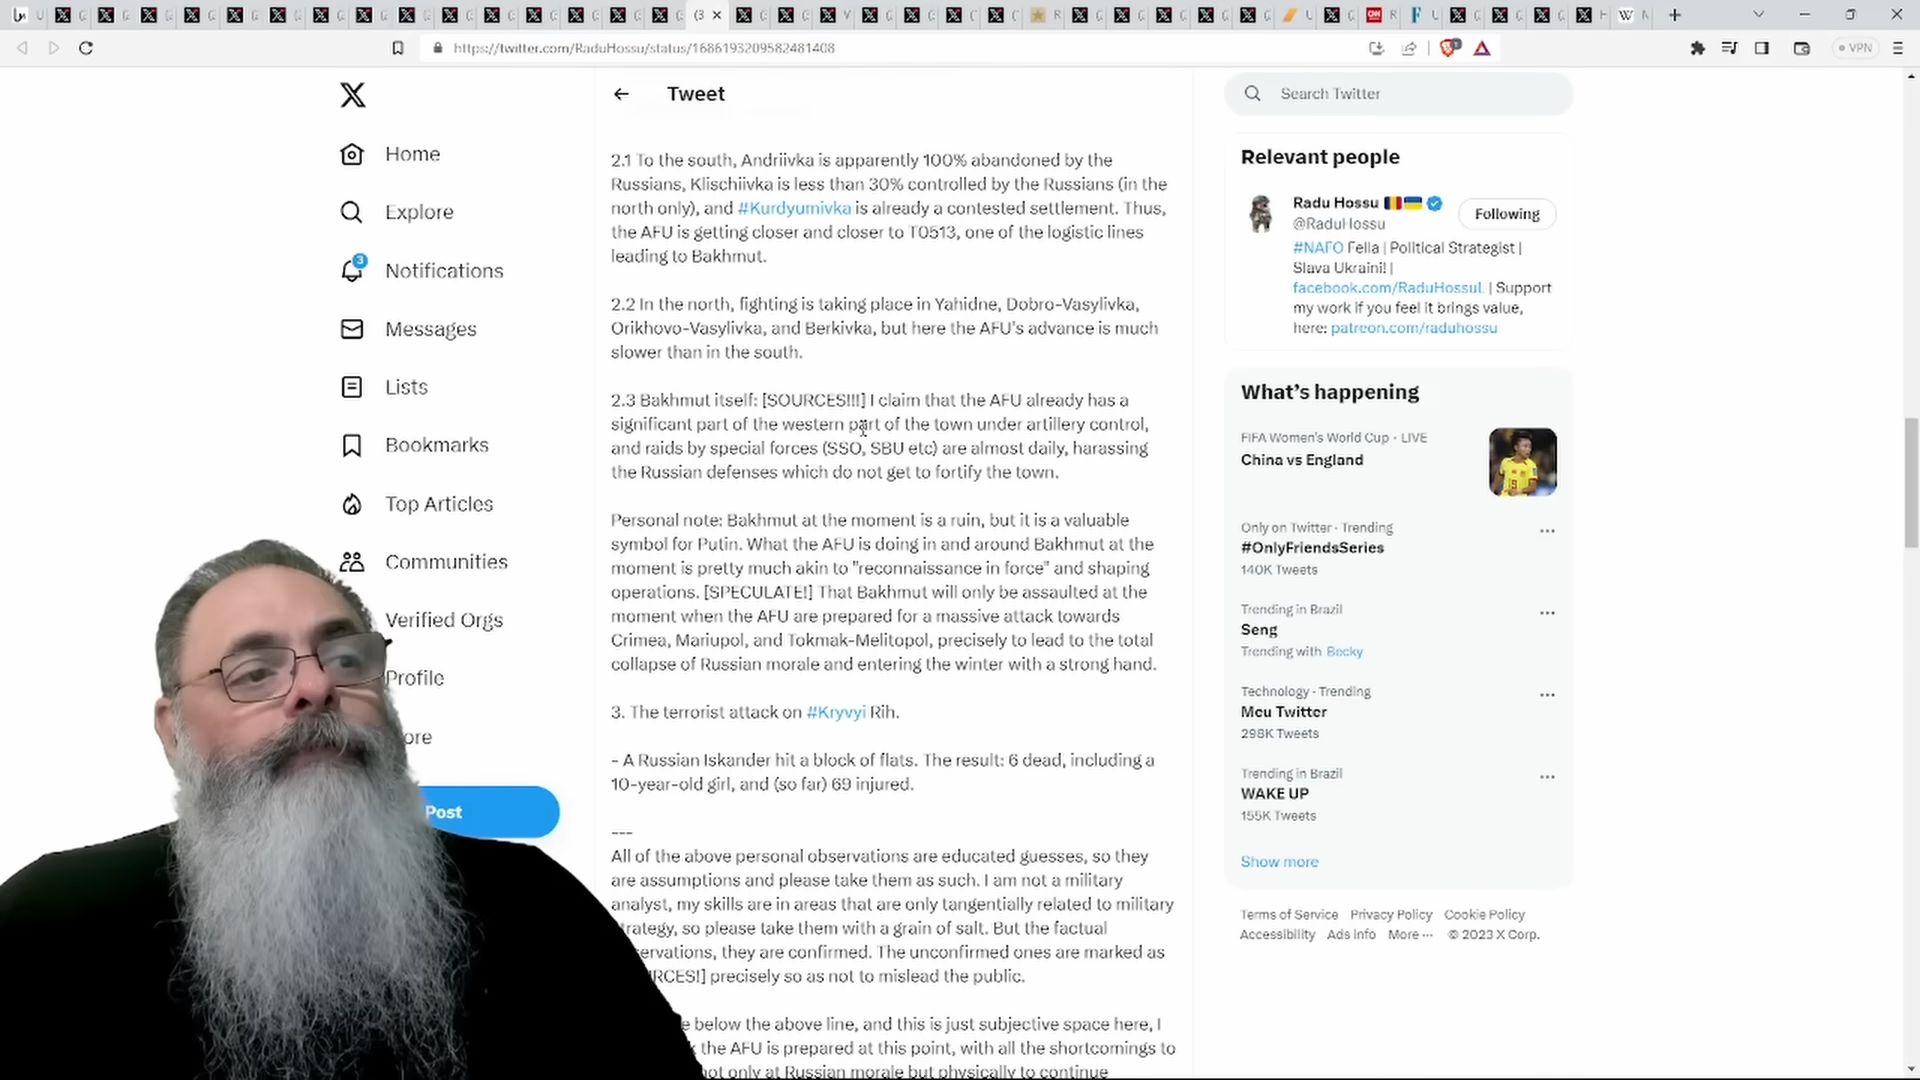 https://twitter.com/RaduHossu/status/1686193209582481408
VPN
Home
Explore
3
Notifications
Messages
Lists
Bookmarks
Top Articles
Communities
Verified Orgs
Profile
Post
Tweet
2.1 To the south, Andriivka is apparently 100% abandoned by the
Russians, Klischiivka is less than 30% controlled by the Russians (in the
north only), and #Kurdyumivka is already a contested settlement. Thus,
the AFU is getting closer and closer to T0513, one of the logistic lines
leading to Bakhmut.
2.2 In the north, fighting is taking place in Yahidne, Dobro-Vasylivka,
Orikhovo-Vasylivka, and Berkivka, but here the AFU's advance is much
slower than in the south.
2.3 Bakhmut itself: [SOURCES!!!] I claim that the AFU already has a
significant part of the western part of the town under artillery control,
and raids by special forces (SSO, SBU etc) are almost daily, harassing
the Russian defenses which do not get to fortify the town.
Personal note: Bakhmut at the moment is a ruin, but it is a valuable
symbol for Putin. What the AFU is doing in and around Bakhmut at the
moment is pretty much akin to "reconnaissance in force" and shaping
operations. [SPECULATE!] That Bakhmut will only be assaulted at the
moment when the AFU are prepared for a massive attack towards
Crimea, Mariupol, and Tokmak-Melitopol, precisely to lead to the total
collapse of Russian morale and entering the winter with a strong hand.
3. The terrorist attack on #Kryvyi Rih.
- A Russian Iskander hit a block of flats. The result: 6 dead, including a
10-year-old girl, and (so far) 69 injured.
---
All of the above personal observations are educated guesses, so they
are assumptions and please take them as such. I am not a military
analyst, my skills are in areas that are only tangentially related to military
trategy, so please take them with a grain of salt. But the factual
ervations, they are confirmed. The unconfirmed ones are marked as
RCES!] precisely so as not to mislead the public.
e below the above line, and this is just subjective space here, I
k the AFU is prepared at this point, with all the shortcomings to
not only at Russian morale but physically to continue
Search Twitter
Relevant people
Radu Hossu
@RaduHossu
Following
#NAFO Fella | Political Strategist |
Slava Ukraini! |
facebook.com/RaduHossu1 | Support
my work if you feel it brings value,
here: patreon.com/raduhossu
What's happening
FIFA Women's World Cup · LIVE
China vs England
Only on Twitter · Trending
#OnlyFriendsSeries
140K Tweets
Trending in Brazil
Seng
Trending with Becky
Technology · Trending
Meu Twitter
298K Tweets
Trending in Brazil
WAKE UP
155K Tweets
Show more
Terms of Service Privacy Policy Cookie Policy
Accessibility Ads info More ··· © 2023 X Corp.